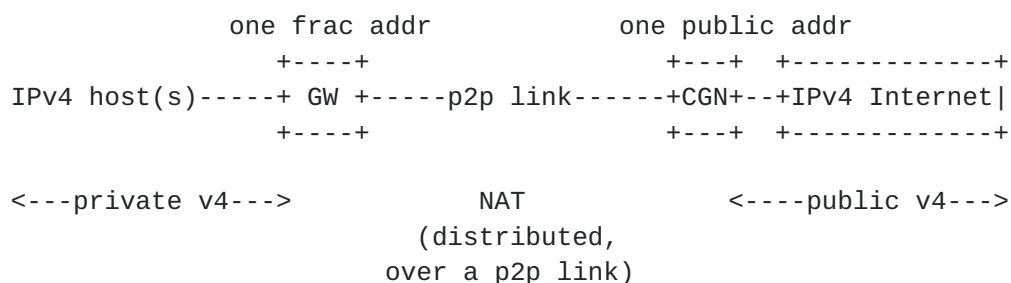 one frac addr one public addr
+----+ +---+ +-------------+
IPv4 host(s)-----+ GW +-----p2p link------+CGN+--+IPv4 Internet|
+----+ +---+ +-------------+
<---private v4---> NAT <----public v4--->
(distributed,
over a p2p link)